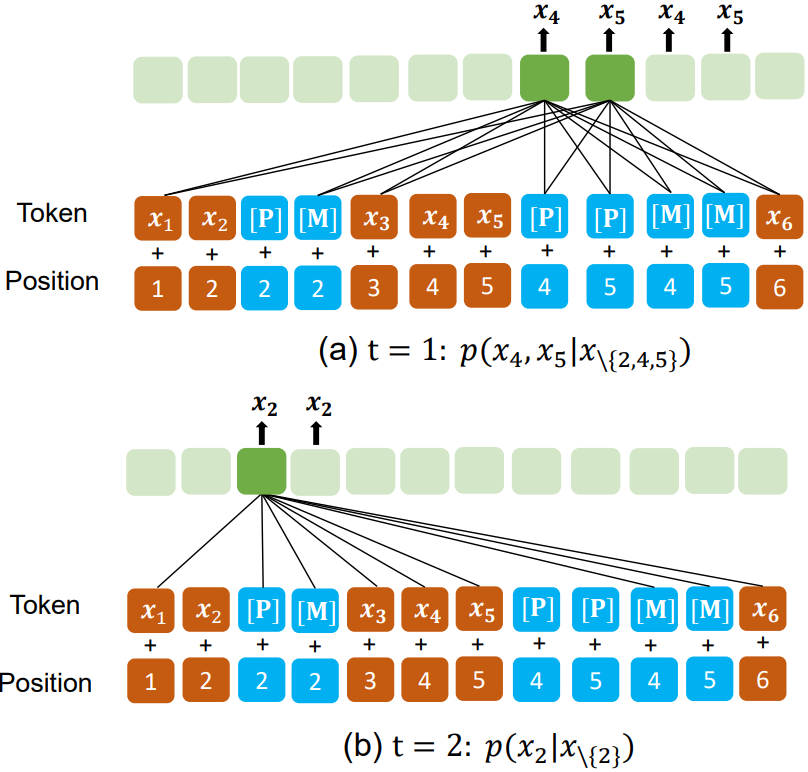 x₄ x₅ x₄ x₅
Token x₁ x₂ [P] [M] x₃ x₄ x₅ [P] [P] [M] [M] x₆
+ + + + + + + + + + + +
Position 1 2 2 2 3 4 5 4 5 4 5 6
(a) t = 1: p(x₄, x₅|x\{2,4,5})
x₂ x₂
Token x₁ x₂ [P] [M] x₃ x₄ x₅ [P] [P] [M] [M] x₆
+ + + + + + + + + + + +
Position 1 2 2 2 3 4 5 4 5 4 5 6
(b) t = 2: p(x₂|x\{2})